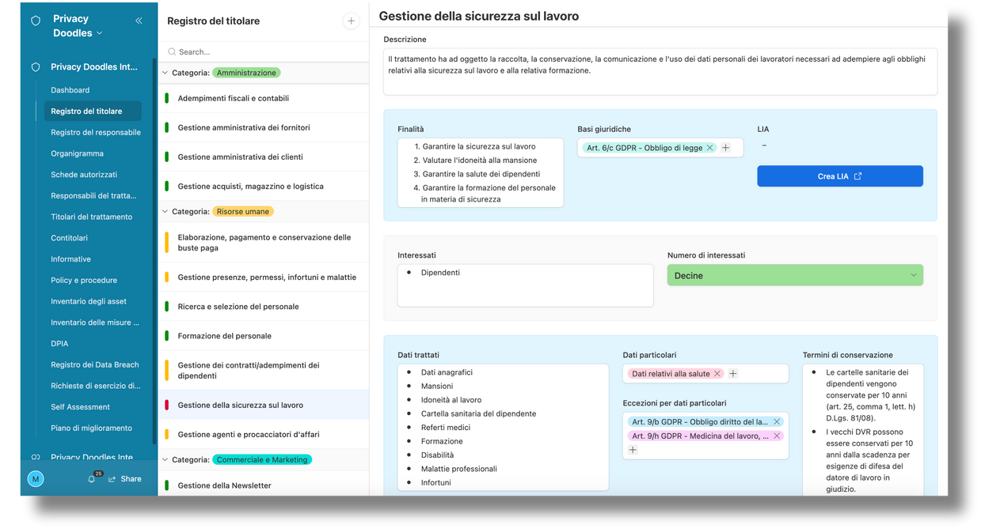 Privacy
Doodles
Privacy Doodles Int...
Dashboard
Registro del titolare
Registro del responsabile
Organigramma
Schede autorizzati
Responsabili del tratta...
Titolari del trattamento
Contitolari
Informative
Policy e procedure
Inventario degli asset
Inventario delle misure ...
DPIA
Registro dei Data Breach
Richieste di esercizio di...
Self Assessment
Piano di miglioramento
Privacy Doodles Inte
M
25
Share
Registro del titolare
Search...
Categoria: Amministrazione
Adempimenti fiscali e contabili
Gestione amministrativa dei fornitori
Gestione amministrativa dei clienti
Gestione acquisti, magazzino e logistica
Categoria: Risorse umane
Elaborazione, pagamento e conservazione delle
buste paga
Gestione presenze, permessi, infortuni e malattie
Ricerca e selezione del personale
Formazione del personale
Gestione dei contratti/adempimenti dei
dipendenti
Gestione della sicurezza sul lavoro
Gestione agenti e procacciatori d'affari
Categoria: Commerciale e Marketing
Gestione della Newsletter
Gestione della sicurezza sul lavoro
Descrizione
Il trattamento ha ad oggetto la raccolta, la conservazione, la comunicazione e l'uso dei dati personali dei lavoratori necessari ad adempiere agli obblighi
relativi alla sicurezza sul lavoro e alla relativa formazione.
Finalità
1. Garantire la sicurezza sul lavoro
2. Valutare l'idoneità alla mansione
3. Garantire la salute dei dipendenti
4. Garantire la formazione del personale
in materia di sicurezza
Basi giuridiche
Art. 6/c GDPR - Obbligo di legge
LIA
–
Crea LIA
Interessati
• Dipendenti
Numero di interessati
Decine
Dati trattati
• Dati anagrafici
• Mansioni
• Idoneità al lavoro
• Cartella sanitaria del dipendente
• Referti medici
• Formazione
• Disabilità
• Malattie professionali
• Infortuni
Dati particolari
Dati relativi alla salute
Eccezioni per dati particolari
Art. 9/b GDPR - Obbligo diritto del la...
Art. 9/h GDPR - Medicina del lavoro, ...
Termini di conservazione
• Le cartelle sanitarie dei
dipendenti vengono
conservate per 10 anni
(art. 25, comma 1, lett. h)
D.Lgs. 81/08).
• I vecchi DVR possono
essere conservati per 10
anni dalla scadenza per
esigenze di difesa del
datore di lavoro in
giudizio.